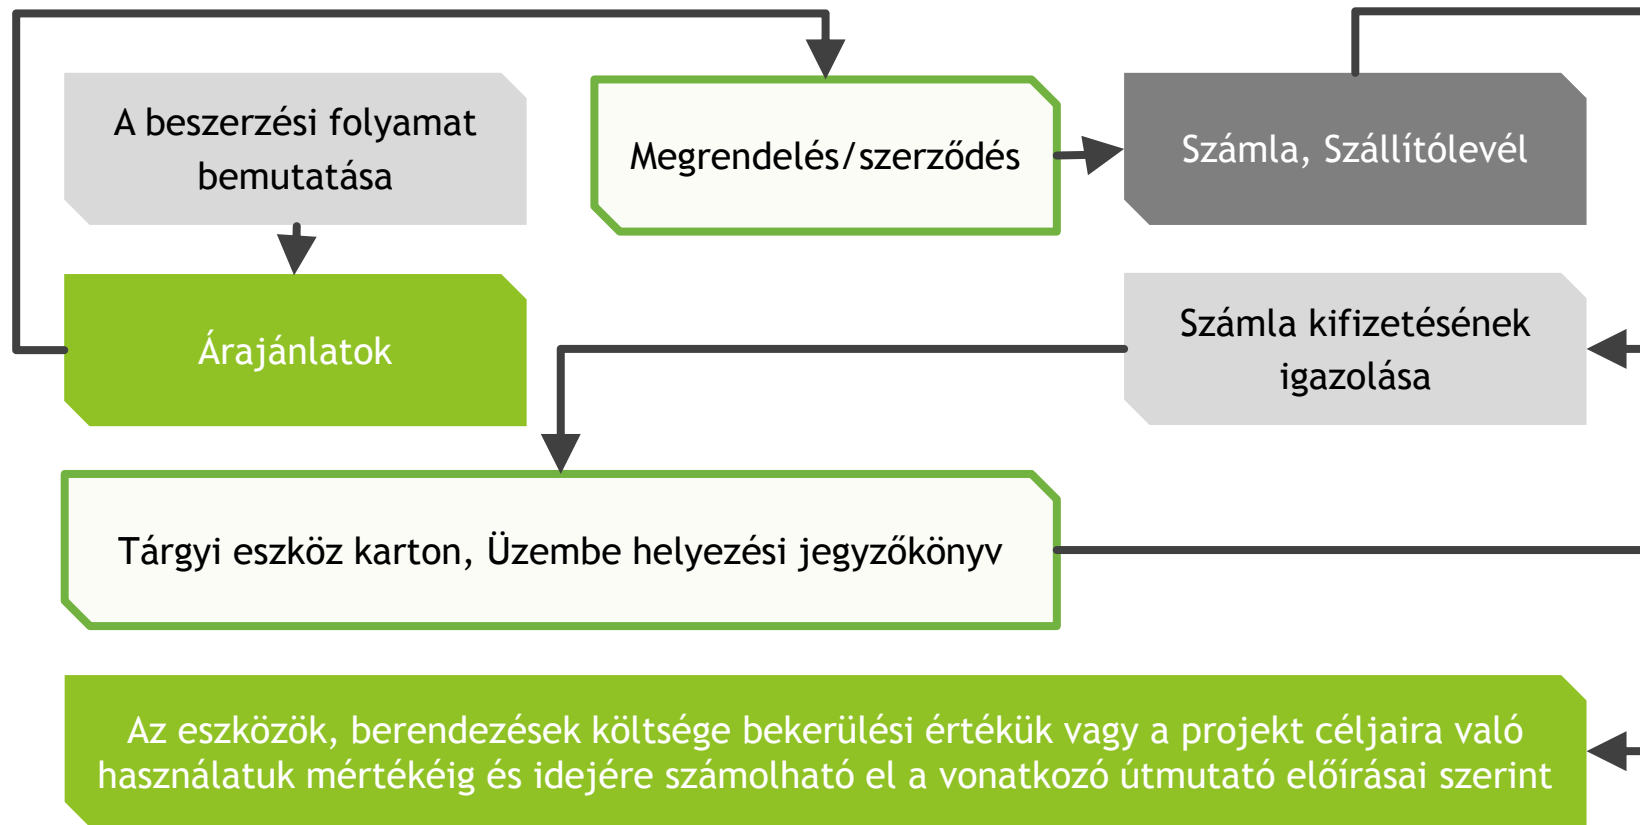 A beszerzési folyamat
bemutatása
Árajánlatok
Megrendelés/szerződés
Számla, Szállítólevél
Számla kifizetésének
igazolása
Tárgyi eszköz karton, Üzembe helyezési jegyzőkönyv
Az eszközök, berendezések költsége bekerülési értékük vagy a projekt céljaira való
használatuk mértékéig és idejére számolható el a vonatkozó útmutató előírásai szerint